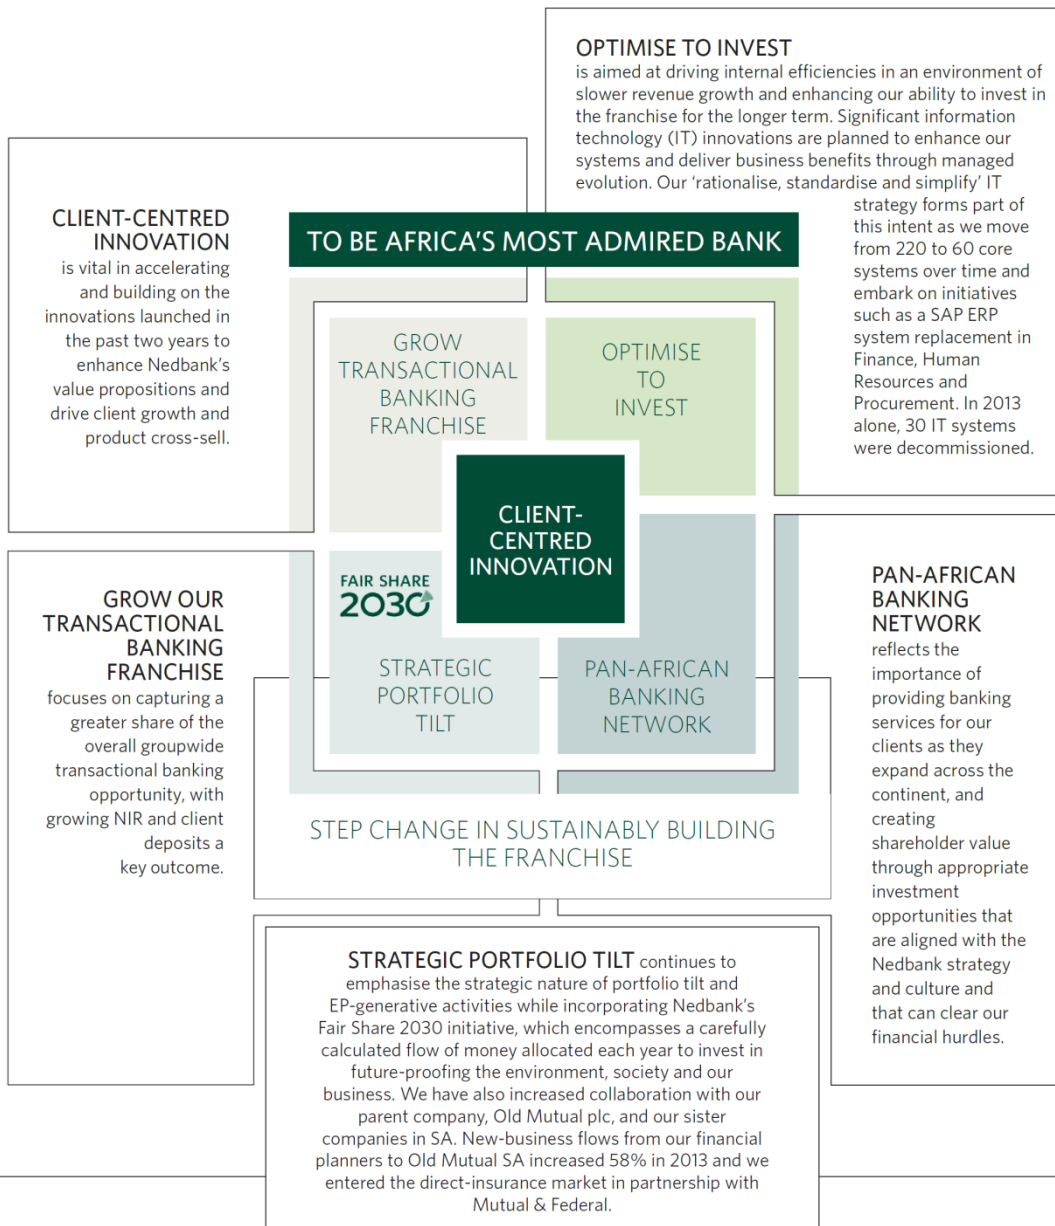 OPTIMISE TO INVEST
is aimed at driving internal efficiencies in an environment of
slower revenue growth and enhancing our ability to invest in
the franchise for the longer term. Significant information
technology (IT) innovations are planned to enhance our
systems and deliver business benefits through managed
evolution. Our ‘rationalise, standardise and simplify’ IT
strategy forms part of
this intent as we move
from 220 to 60 core
systems over time and
embark on initiatives
such as a SAP ERP
system replacement in
Finance, Human
Resources and
Procurement. In 2013
alone, 30 IT systems
were decommissioned.
CLIENT-CENTRED
INNOVATION
is vital in accelerating
and building on the
innovations launched in
the past two years to
enhance Nedbank’s
value propositions and
drive client growth and
product cross-sell.
TO BE AFRICA’S MOST ADMIRED BANK
GROW
TRANSACTIONAL
BANKING
FRANCHISE
OPTIMISE
TO
INVEST
CLIENT-
CENTRED
INNOVATION
FAIR SHARE
2030
STRATEGIC
PORTFOLIO
TILT
PAN-AFRICAN
BANKING
NETWORK
STEP CHANGE IN SUSTAINABLY BUILDING
THE FRANCHISE
GROW OUR
TRANSACTIONAL
BANKING
FRANCHISE
focuses on capturing a
greater share of the
overall groupwide
transactional banking
opportunity, with
growing NIR and client
deposits a
key outcome.
PAN-AFRICAN
BANKING
NETWORK
reflects the
importance of
providing banking
services for our
clients as they
expand across the
continent, and
creating
shareholder value
through appropriate
investment
opportunities that
are aligned with the
Nedbank strategy
and culture and
that can clear our
financial hurdles.
STRATEGIC PORTFOLIO TILT continues to
emphasise the strategic nature of portfolio tilt and
EP-generative activities while incorporating Nedbank’s
Fair Share 2030 initiative, which encompasses a carefully
calculated flow of money allocated each year to invest in
future-proofing the environment, society and our
business. We have also increased collaboration with our
parent company, Old Mutual plc, and our sister
companies in SA. New-business flows from our financial
planners to Old Mutual SA increased 58% in 2013 and we
entered the direct-insurance market in partnership with
Mutual & Federal.